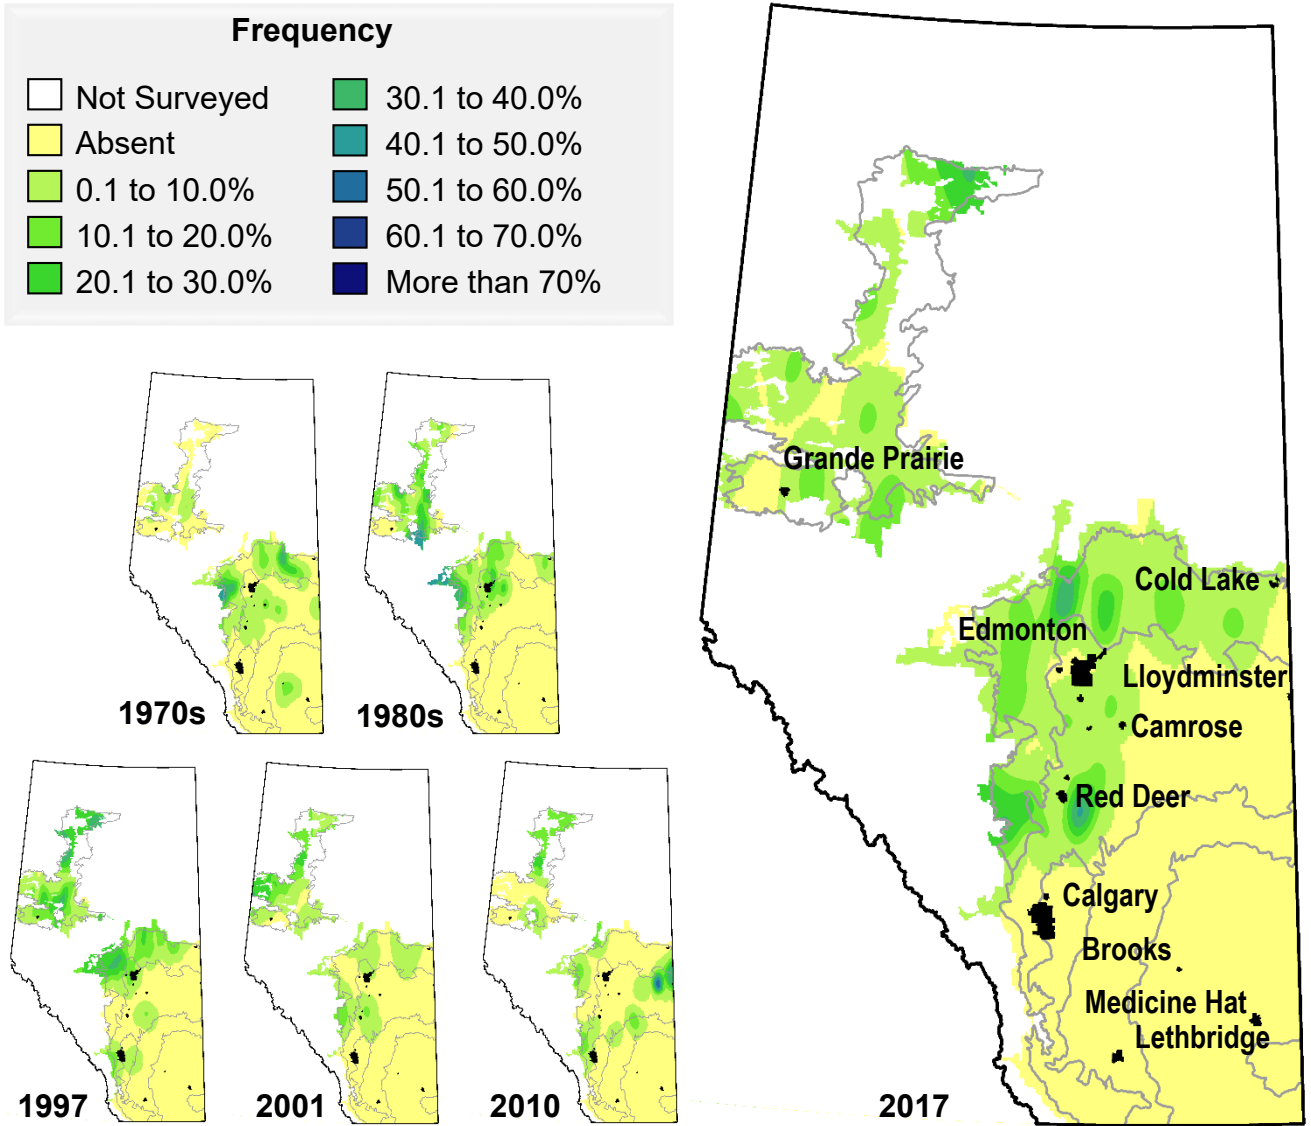 Frequency
Not Surveyed
Absent
0.1 to 10.0%
10.1 to 20.0%
20.1 to 30.0%
30.1 to 40.0%
40.1 to 50.0%
50.1 to 60.0%
60.1 to 70.0%
More than 70%
1970s
1980s
1997
2001
2010
Grande Prairie
Cold Lake
Edmonton
Lloydminster
Camrose
Red Deer
Calgary
Brooks
Medicine Hat
Lethbridge
2017